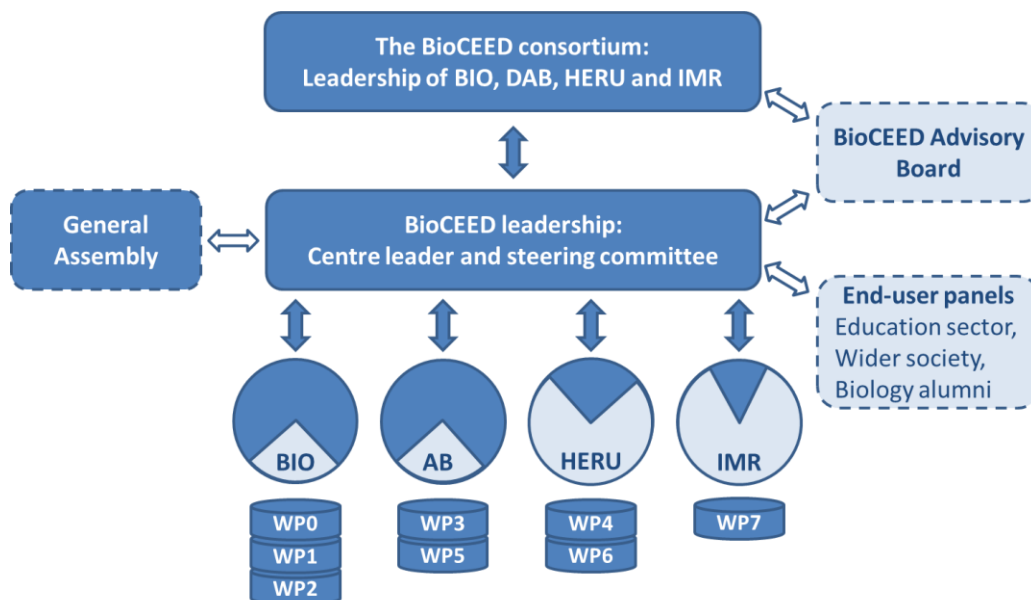 The BioCEED consortium:
Leadership of BIO, DAB, HERU and IMR
BioCEED Advisory
Board
General
Assembly
BioCEED leadership:
Centre leader and steering committee
End-user panels
Education sector,
Wider society,
Biology alumni
BIO
AB
HERU
IMR
WP0
WP1
WP2
WP3
WP5
WP4
WP6
WP7